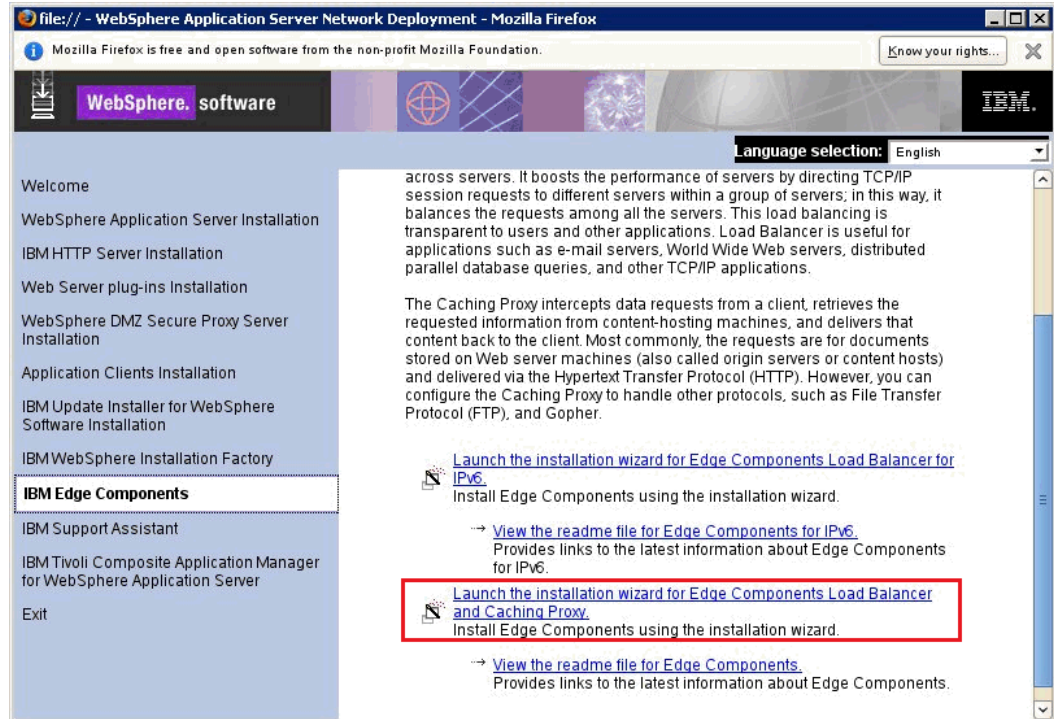 file:// - WebSphere Application Server Network Deployment - Mozilla Firefox
Mozilla Firefox is free and open software from the non-profit Mozilla Foundation.
Know your rights...
WebSphere. software
IBM.
Language selection: English
Welcome
WebSphere Application Server Installation
IBM HTTP Server Installation
Web Server plug-ins Installation
WebSphere DMZ Secure Proxy Server
Installation
Application Clients Installation
IBM Update Installer for WebSphere
Software Installation
IBM WebSphere Installation Factory
IBM Edge Components
IBM Support Assistant
IBM Tivoli Composite Application Manager
for WebSphere Application Server
Exit
across servers. It boosts the performance of servers by directing TCP/IP
session requests to different servers within a group of servers; in this way, it
balances the requests among all the servers. This load balancing is
transparent to users and other applications. Load Balancer is useful for
applications such as e-mail servers, World Wide Web servers, distributed
parallel database queries, and other TCP/IP applications.
The Caching Proxy intercepts data requests from a client, retrieves the
requested information from content-hosting machines, and delivers that
content back to the client. Most commonly, the requests are for documents
stored on Web server machines (also called origin servers or content hosts)
and delivered via the Hypertext Transfer Protocol (HTTP). However, you can
configure the Caching Proxy to handle other protocols, such as File Transfer
Protocol (FTP), and Gopher.
Launch the installation wizard for Edge Components Load Balancer for
IPv6.
Install Edge Components using the installation wizard.
View the readme file for Edge Components for IPv6.
Provides links to the latest information about Edge Components
for IPv6.
Launch the installation wizard for Edge Components Load Balancer
and Caching Proxy.
Install Edge Components using the installation wizard.
View the readme file for Edge Components.
Provides links to the latest information about Edge Components.